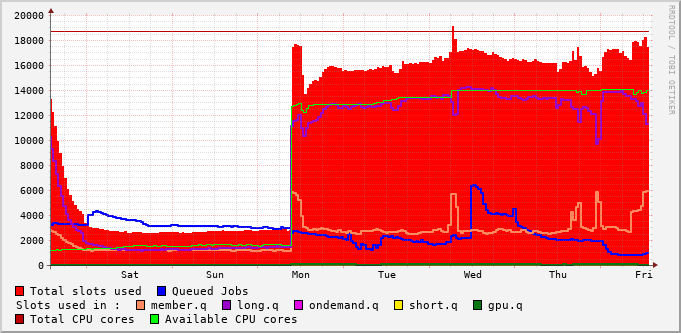 20000
18000
16000
14000
12000
10000
8000
6000
4000
2000
0
Sat Sun Mon Tue Wed Thu Fri
RRDTOOL / TOBI OETIKER
Total slots used Queued Jobs
Slots used in : member.q long.q ondemand.q short.q gpu.q
Total CPU cores Available CPU cores